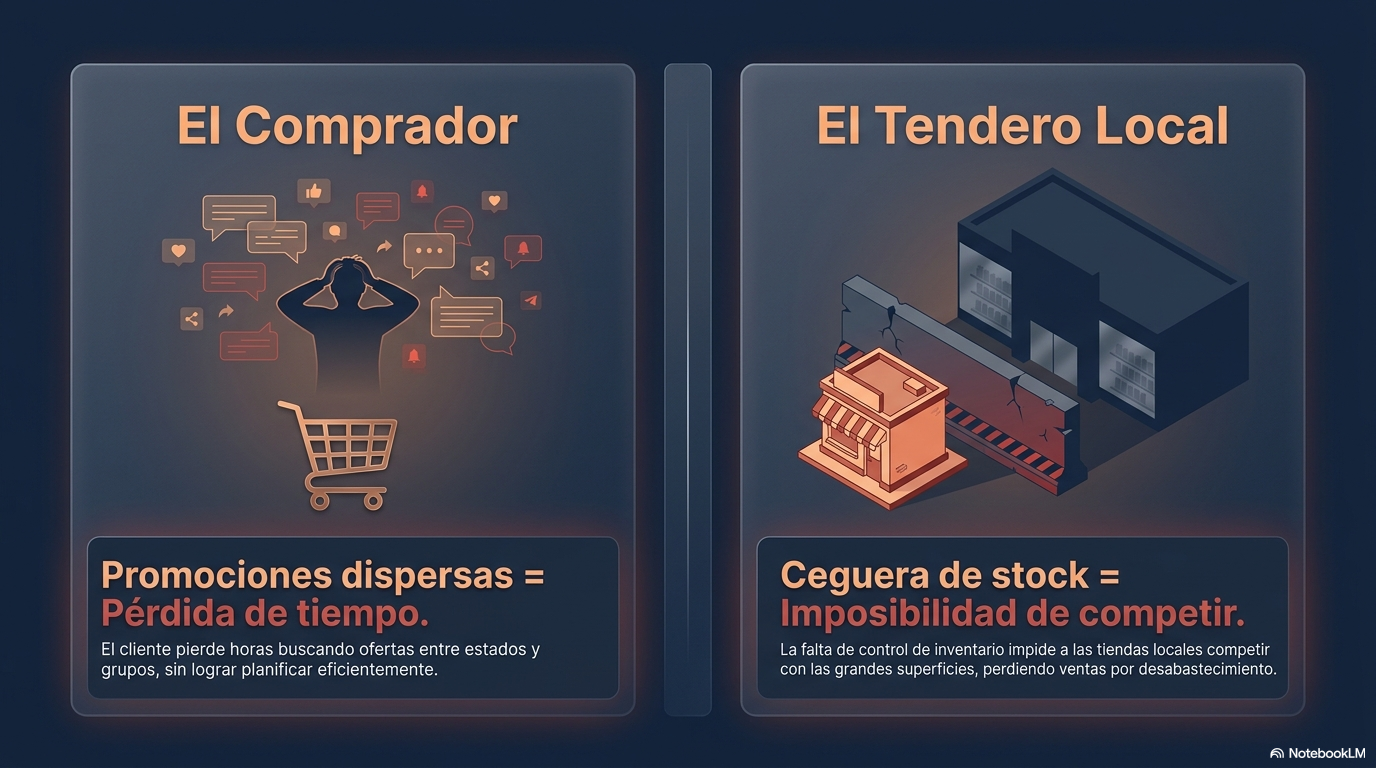 El Comprador
Promociones dispersas =
Pérdida de tiempo.
El cliente pierde horas buscando ofertas entre estados y
grupos, sin lograr planificar eficientemente.
El Tendero Local
Ceguera de stock =
Imposibilidad de competir.
La falta de control de inventario impide a las tiendas locales competir
con las grandes superficies, perdiendo ventas por desabastecimiento.
NotebookLM